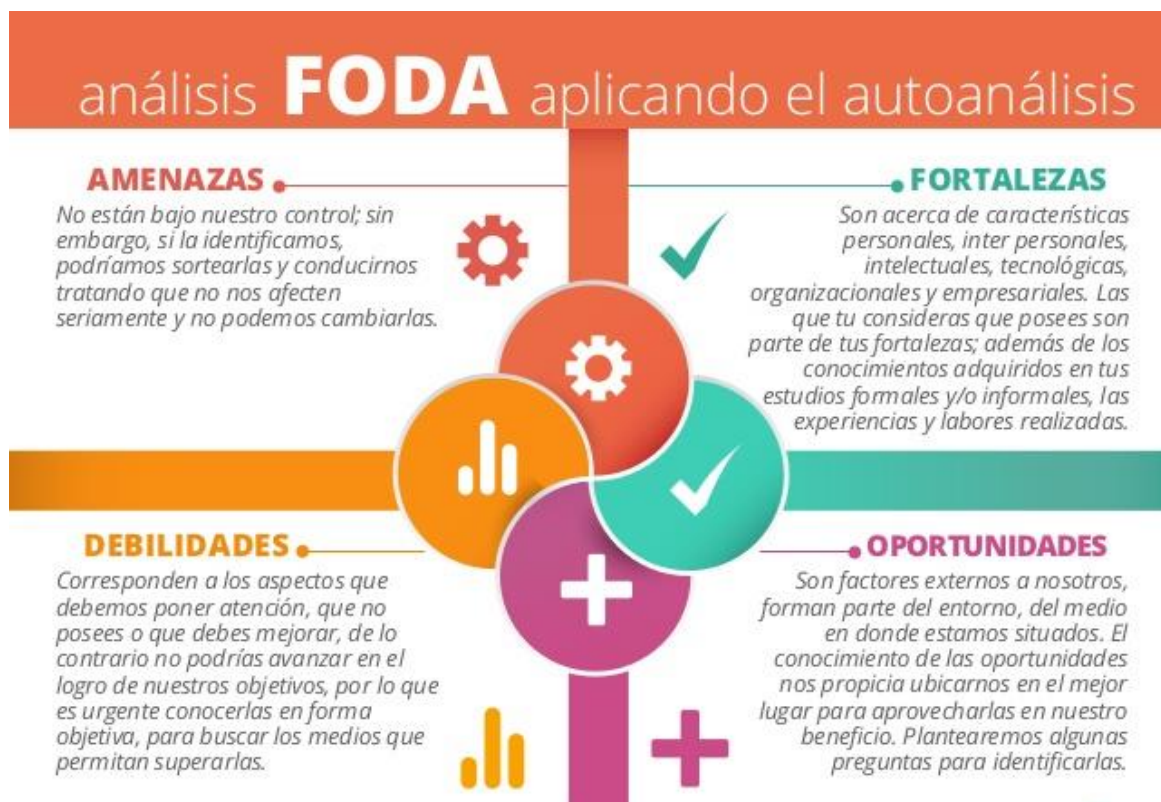 análisis FODA aplicando el autoanálisis
AMENAZAS
No están bajo nuestro control; sin
embargo, si la identificamos,
podríamos sortearlas y conducirnos
tratando que no nos afecten
seriamente y no podemos cambiarlas.
FORTALEZAS
Son acerca de características
personales, inter personales,
intelectuales, tecnológicas,
organizacionales y empresariales. Las
que tu consideras que posees son
parte de tus fortalezas; además de los
conocimientos adquiridos en tus
estudios formales y/o informales, las
experiencias y labores realizadas.
DEBILIDADES
Corresponden a los aspectos que
debemos poner atención, que no
posees o que debes mejorar, de lo
contrario no podrías avanzar en el
logro de nuestros objetivos, por lo que
es urgente conocerlas en forma
objetiva, para buscar los medios que
permitan superarlas.
OPORTUNIDADES
Son factores externos a nosotros,
forman parte del entorno, del medio
en donde estamos situados. El
conocimiento de las oportunidades
nos propicia ubicarnos en el mejor
lugar para aprovecharlas en nuestro
beneficio. Plantearemos algunas
preguntas para identificarlas.